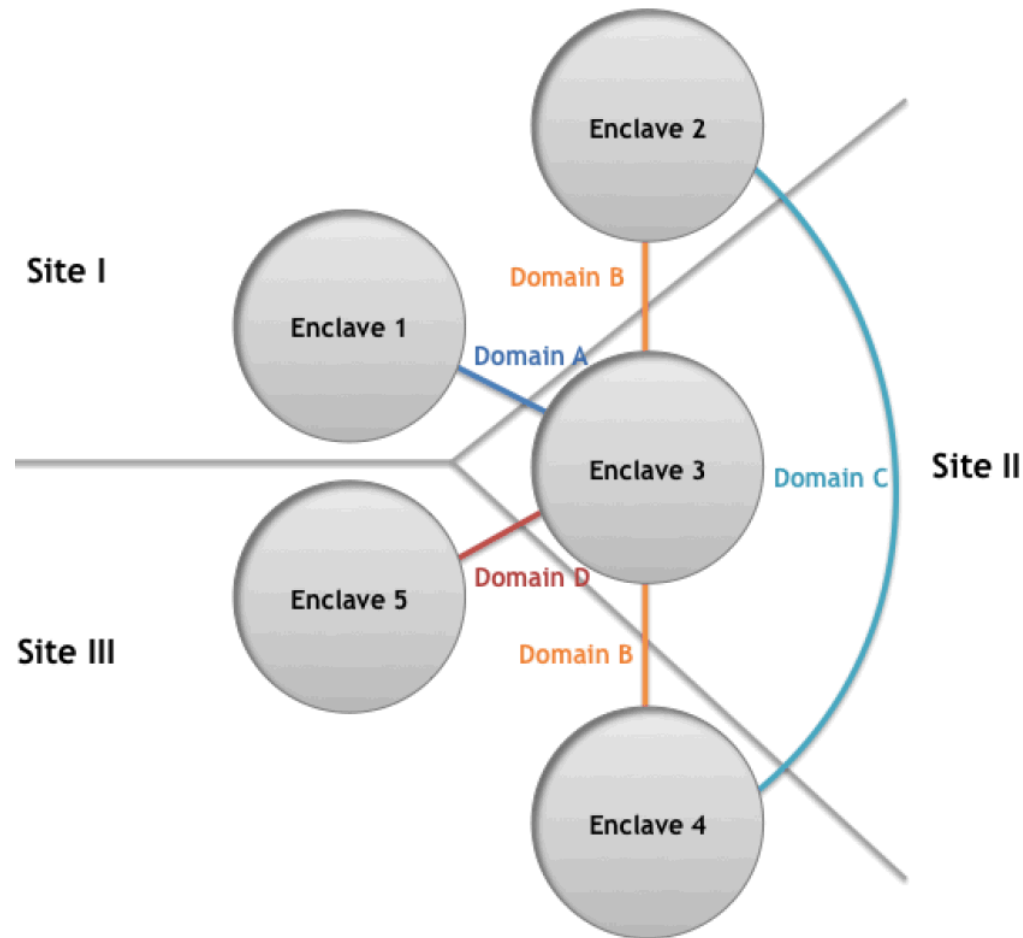 Enclave 2
Site I
Domain B
Enclave 1
Domain A
Enclave 3
Domain C
Site II
Domain D
Enclave 5
Site III
Domain B
Enclave 4